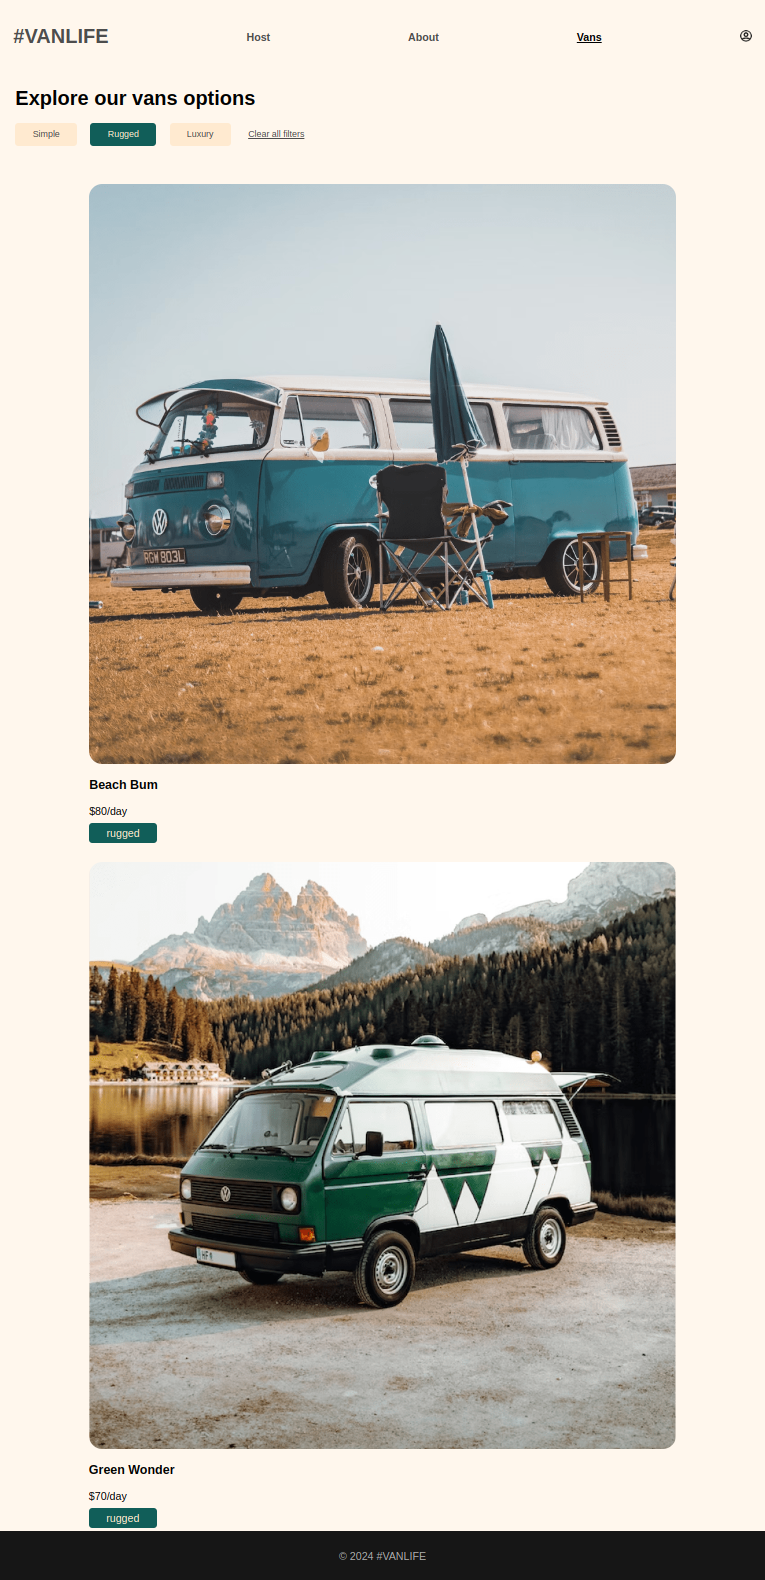 #VANLIFE Host About Vans
Explore our vans options
Simple Rugged Luxury Clear all filters
RGW 803L
Beach Bum
$80/day
rugged
Green Wonder
$70/day
rugged
© 2024 #VANLIFE